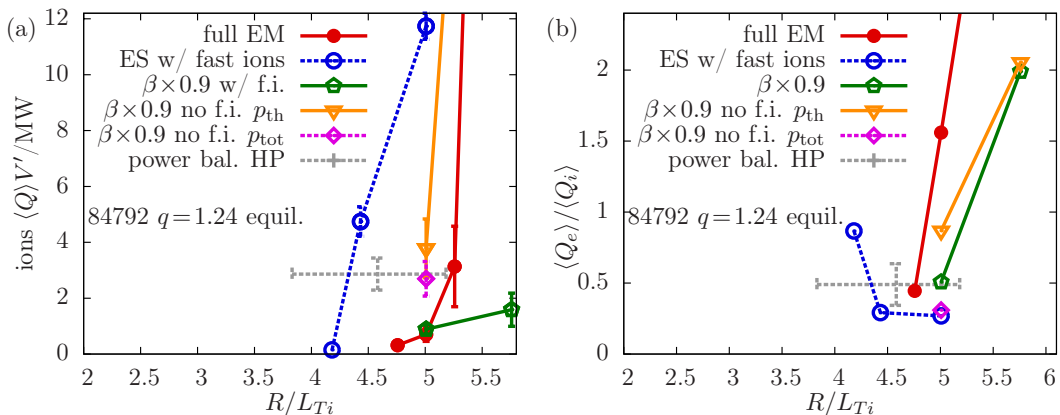 (a)
ions ⟨Q⟩V′/MW
12
10
8
6
4
2
0
full EM
ES w/ fast ions
β×0.9 w/ f.i.
β×0.9 no f.i. p_th
β×0.9 no f.i. p_tot
power bal. HP
84792 q=1.24 equil.
2 2.5 3 3.5 4 4.5 5 5.5
R/L_Ti
(b)
⟨Q_e⟩/⟨Q_i⟩
2
1.5
1
0.5
0
full EM
ES w/ fast ions
β×0.9
β×0.9 no f.i. p_th
β×0.9 no f.i. p_tot
power bal. HP
84792 q=1.24 equil.
2 2.5 3 3.5 4 4.5 5 5.5 6
R/L_Ti